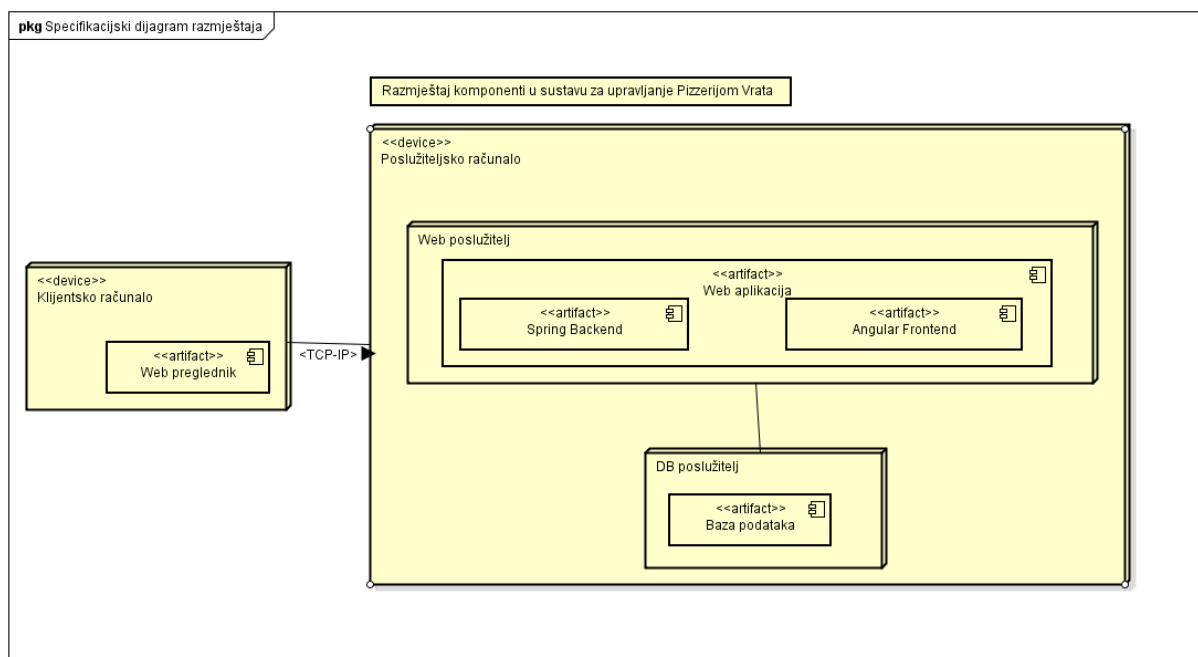 pkg Specifikacijski dijagram razmještaja
Razmještaj komponenti u sustavu za upravljanje Pizzerijom Vrata
<<device>>
Poslužiteljsko računalo
Web poslužitelj
<<artifact>>
Web aplikacija
<<artifact>>
Spring Backend
<<artifact>>
Angular Frontend
<<device>>
Klijentsko računalo
<<artifact>>
Web preglednik
<TCP-IP>
DB poslužitelj
<<artifact>>
Baza podataka